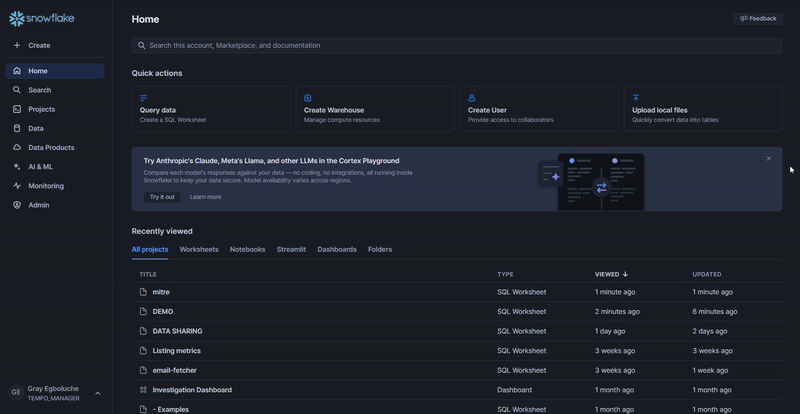 snowflake
Home
Feedback
Create
Search this account, Marketplace, and documentation
Home
Search
Projects
Data
Data Products
AI & ML
Monitoring
Admin
Quick actions
Query data
Create a SQL Worksheet
Create Warehouse
Manage compute resources
Create User
Provide access to collaborators
Upload local files
Quickly convert data into tables
Try Anthropic's Claude, Meta's Llama, and other LLMs in the Cortex Playground
Compare each model's responses against your data — no coding, no integrations, all running inside
Snowflake to keep your data secure. Model availability varies across regions.
Try it out Learn more
Recently viewed
All projects Worksheets Notebooks Streamlit Dashboards Folders
TITLE TYPE VIEWED UPDATED
mitre SQL Worksheet 1 minute ago 1 minute ago
DEMO SQL Worksheet 2 minutes ago 6 minutes ago
DATA SHARING SQL Worksheet 1 day ago 2 days ago
Listing metrics SQL Worksheet 3 weeks ago 3 weeks ago
email-fetcher SQL Worksheet 3 weeks ago 1 week ago
Investigation Dashboard Dashboard 1 month ago 1 month ago
- Examples SQL Worksheet 1 month ago 1 month ago
GE
Gray Egboluche
TEMPO_MANAGER